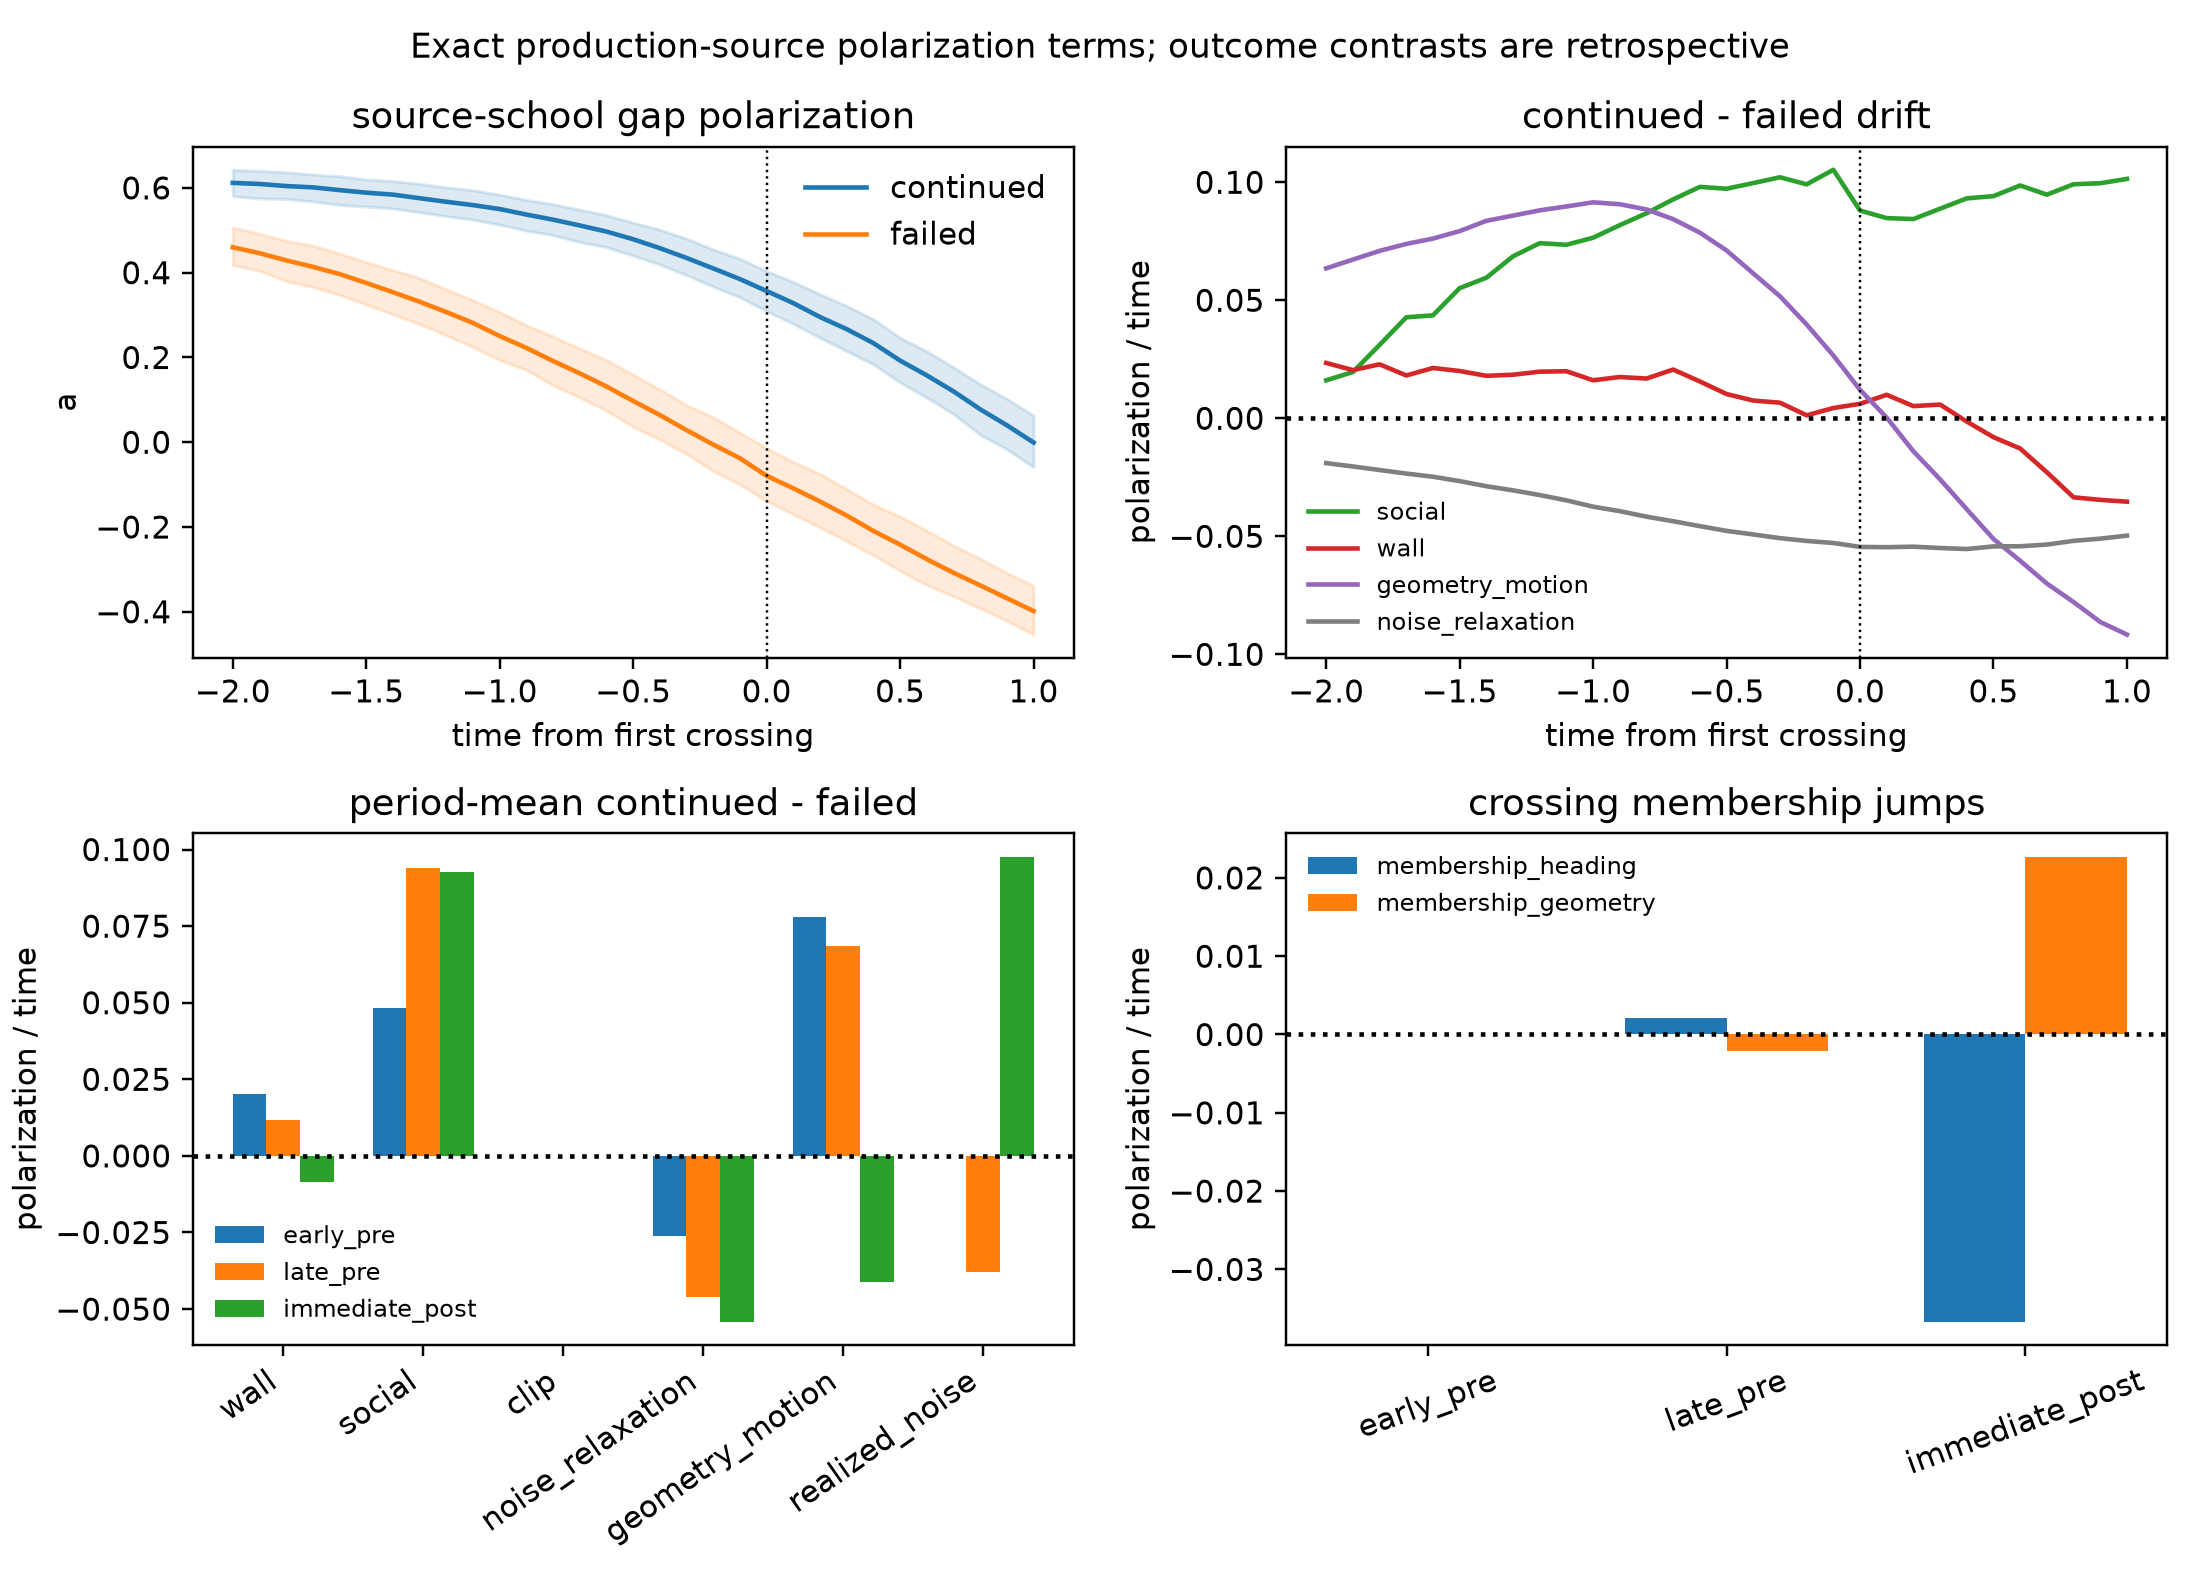 Exact production-source polarization terms; outcome contrasts are retrospective
source-school gap polarization
a
0.6
0.4
0.2
0.0
−0.2
−0.4
continued
failed
−2.0 −1.5 −1.0 −0.5 0.0 0.5 1.0
time from first crossing
continued - failed drift
polarization / time
0.10
0.05
0.00
−0.05
−0.10
social
wall
geometry_motion
noise_relaxation
−2.0 −1.5 −1.0 −0.5 0.0 0.5 1.0
time from first crossing
period-mean continued - failed
polarization / time
0.100
0.075
0.050
0.025
0.000
−0.025
−0.050
early_pre
late_pre
immediate_post
wall
social
clip
noise_relaxation
geometry_motion
realized_noise
crossing membership jumps
polarization / time
0.02
0.01
0.00
−0.01
−0.02
−0.03
membership_heading
membership_geometry
early_pre
late_pre
immediate_post